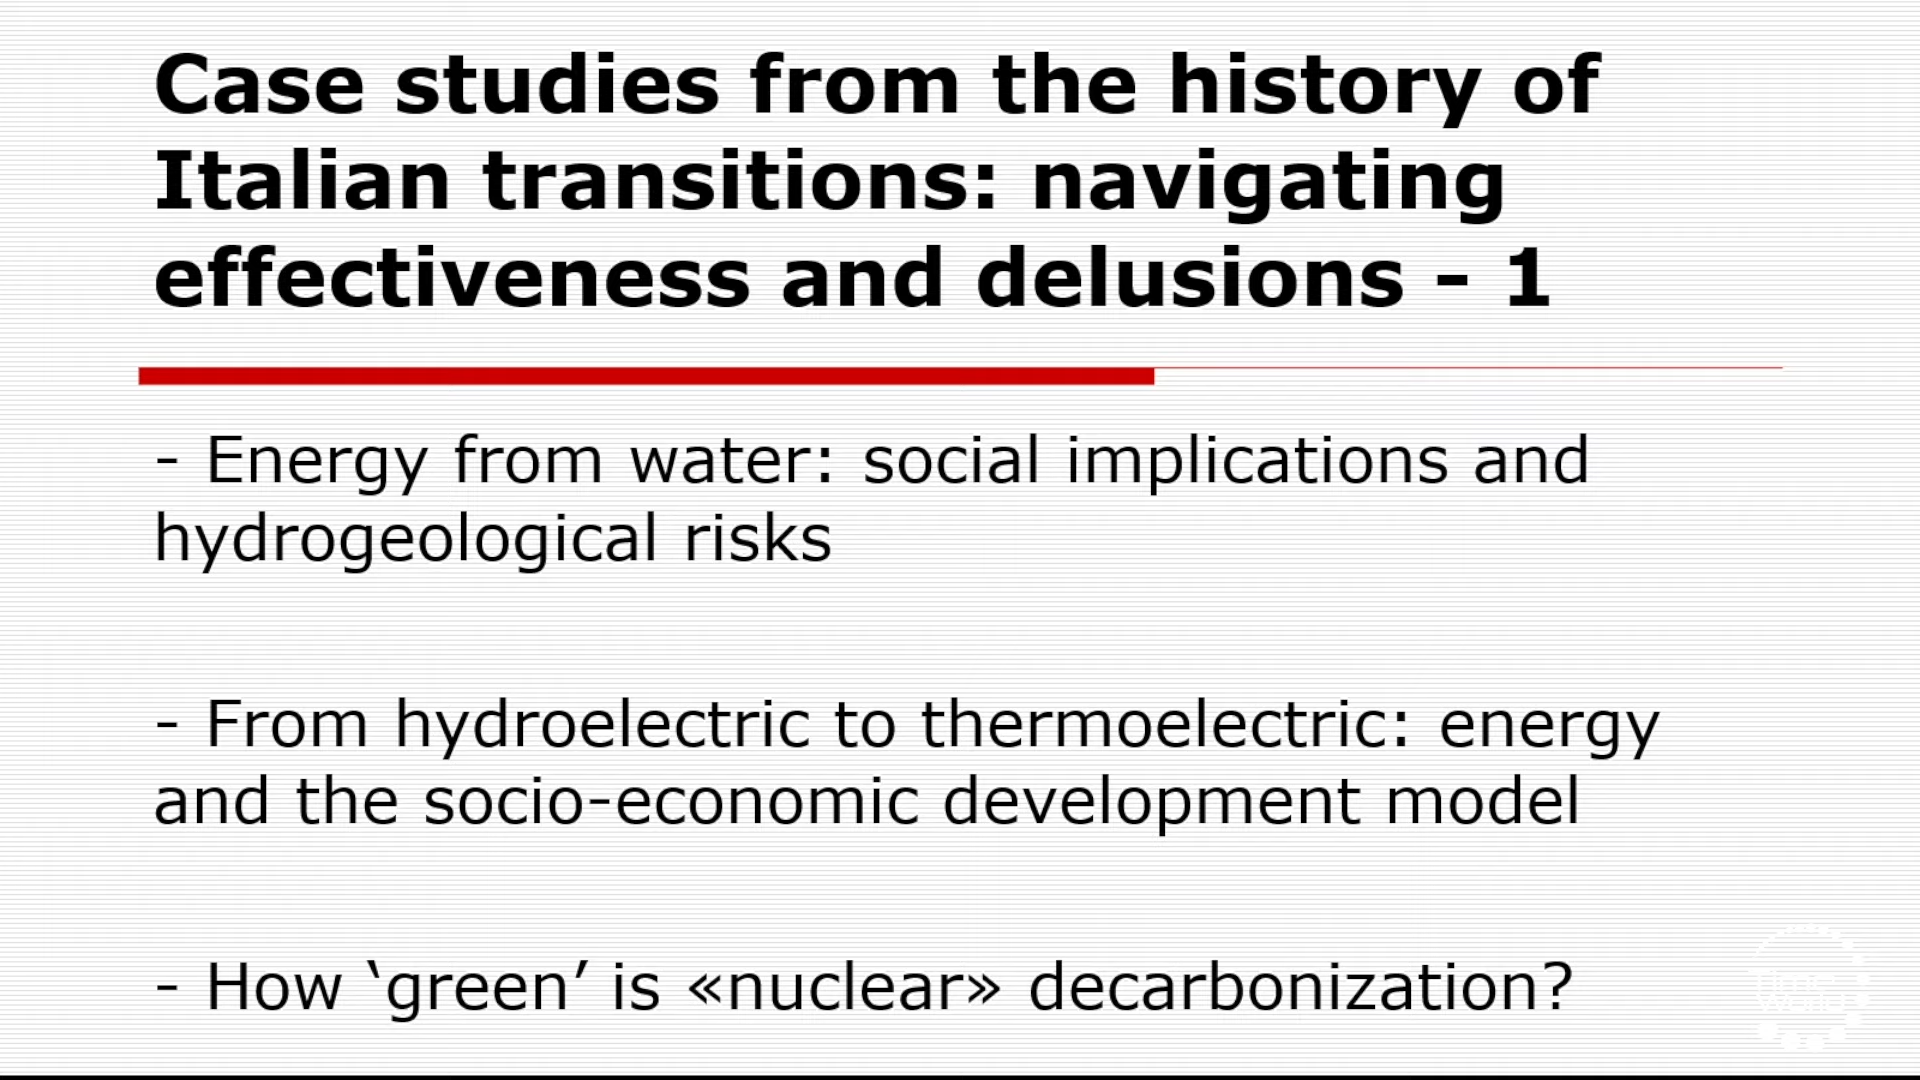 Case studies from the history of
Italian transitions: navigating
effectiveness and delusions - 1
- Energy from water: social implications and
hydrogeological risks
- From hydroelectric to thermoelectric: energy
and the socio-economic development model
- How ‘green’ is «nuclear» decarbonization?